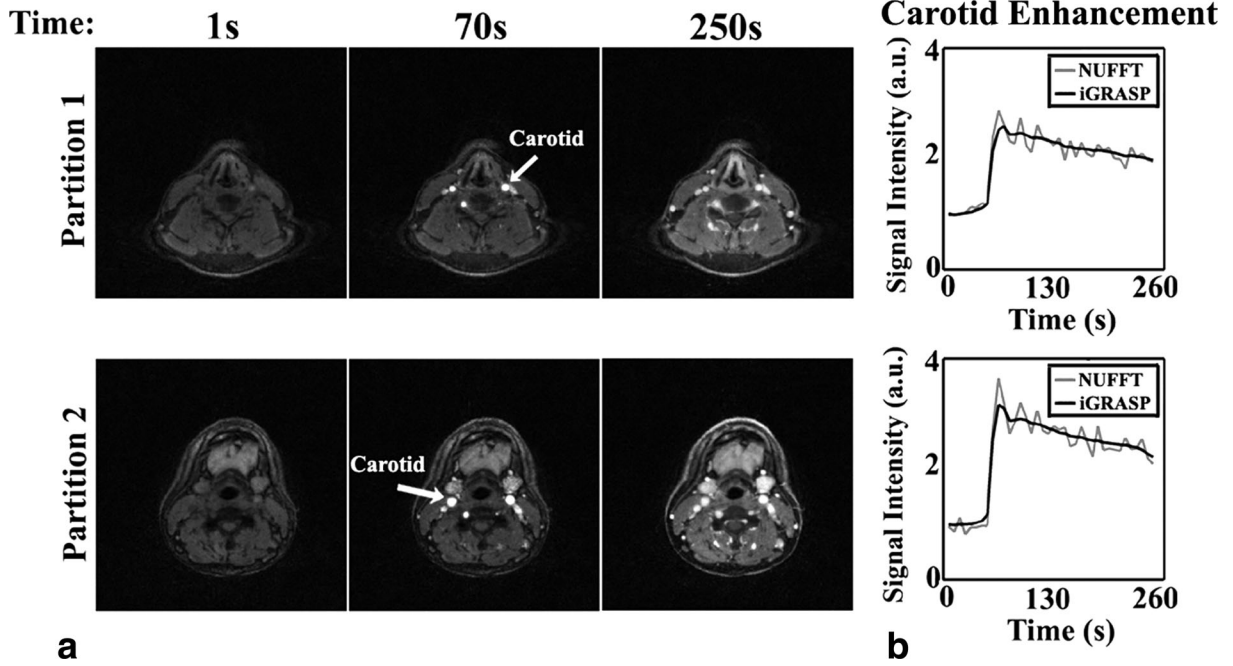 Time: 1s 70s 250s
Carotid Enhancement
Partition 1
Carotid
Signal Intensity (a.u.)
4
2
0
NUFFT
iGRASP
0 130 260
Time (s)
Partition 2
Carotid
Signal Intensity (a.u.)
4
2
0
NUFFT
iGRASP
0 130 260
Time (s)
a
b